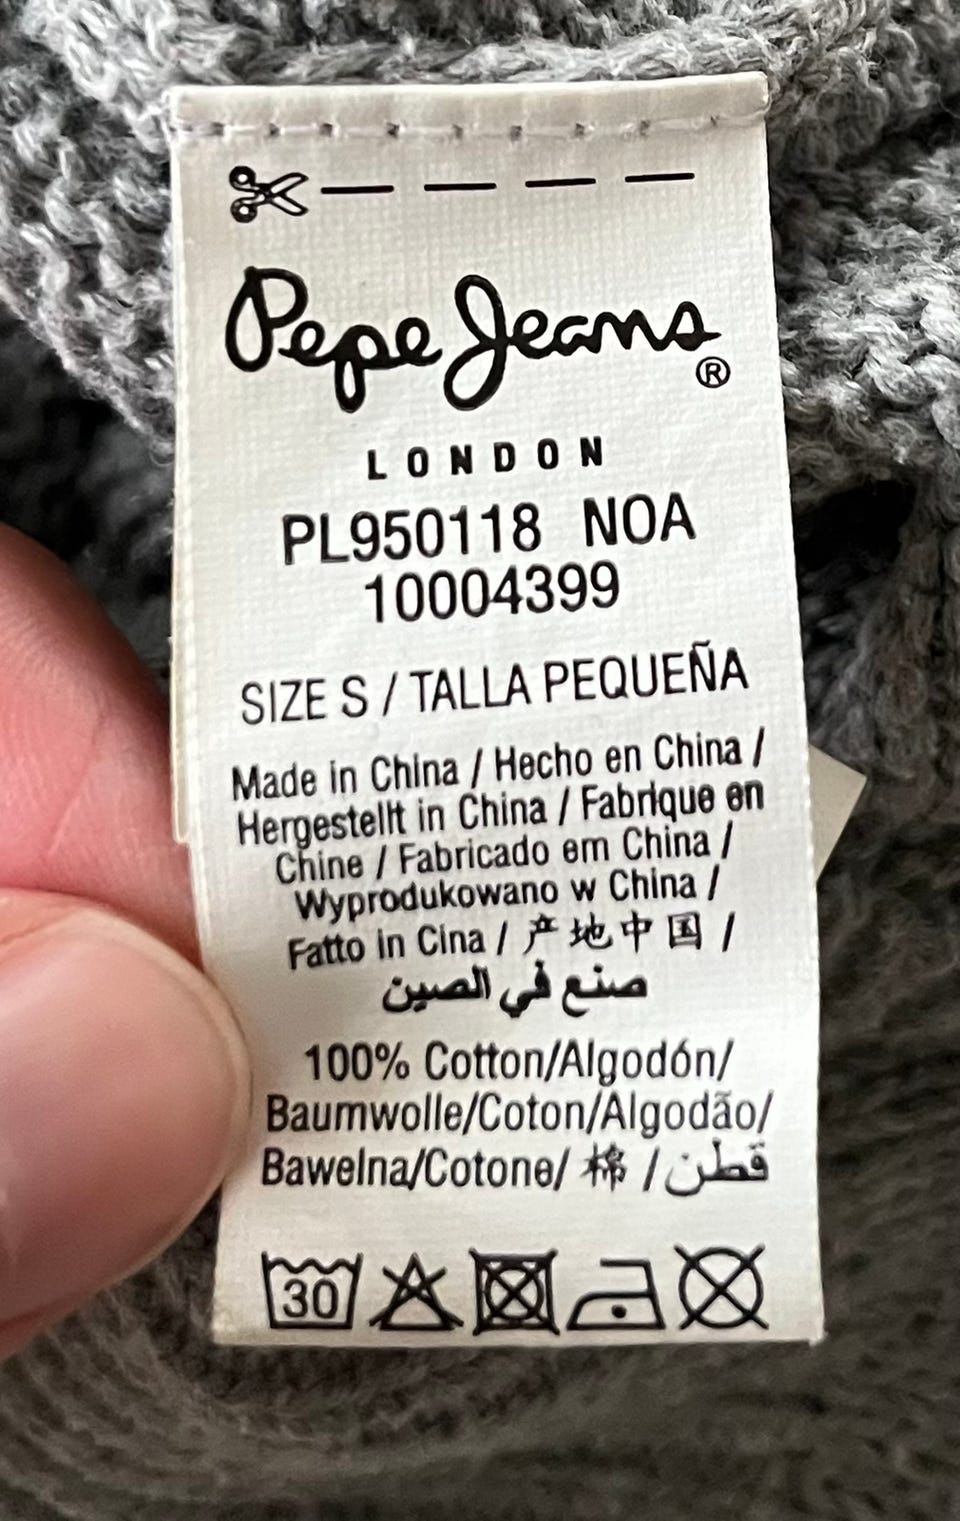 Pepe Jeans ®
LONDON
PL950118 NOA
10004399
SIZE S / TALLA PEQUEÑA
Made in China / Hecho en China /
Hergestellt in China / Fabrique en
Chine / Fabricado em China /
Wyprodukowano w China /
Fatto in Cina / 产地中国 /
صنع في الصين
100% Cotton/Algodón/
Baumwolle/Coton/Algodão/
Bawelna/Cotone/ 棉 / قطن
30